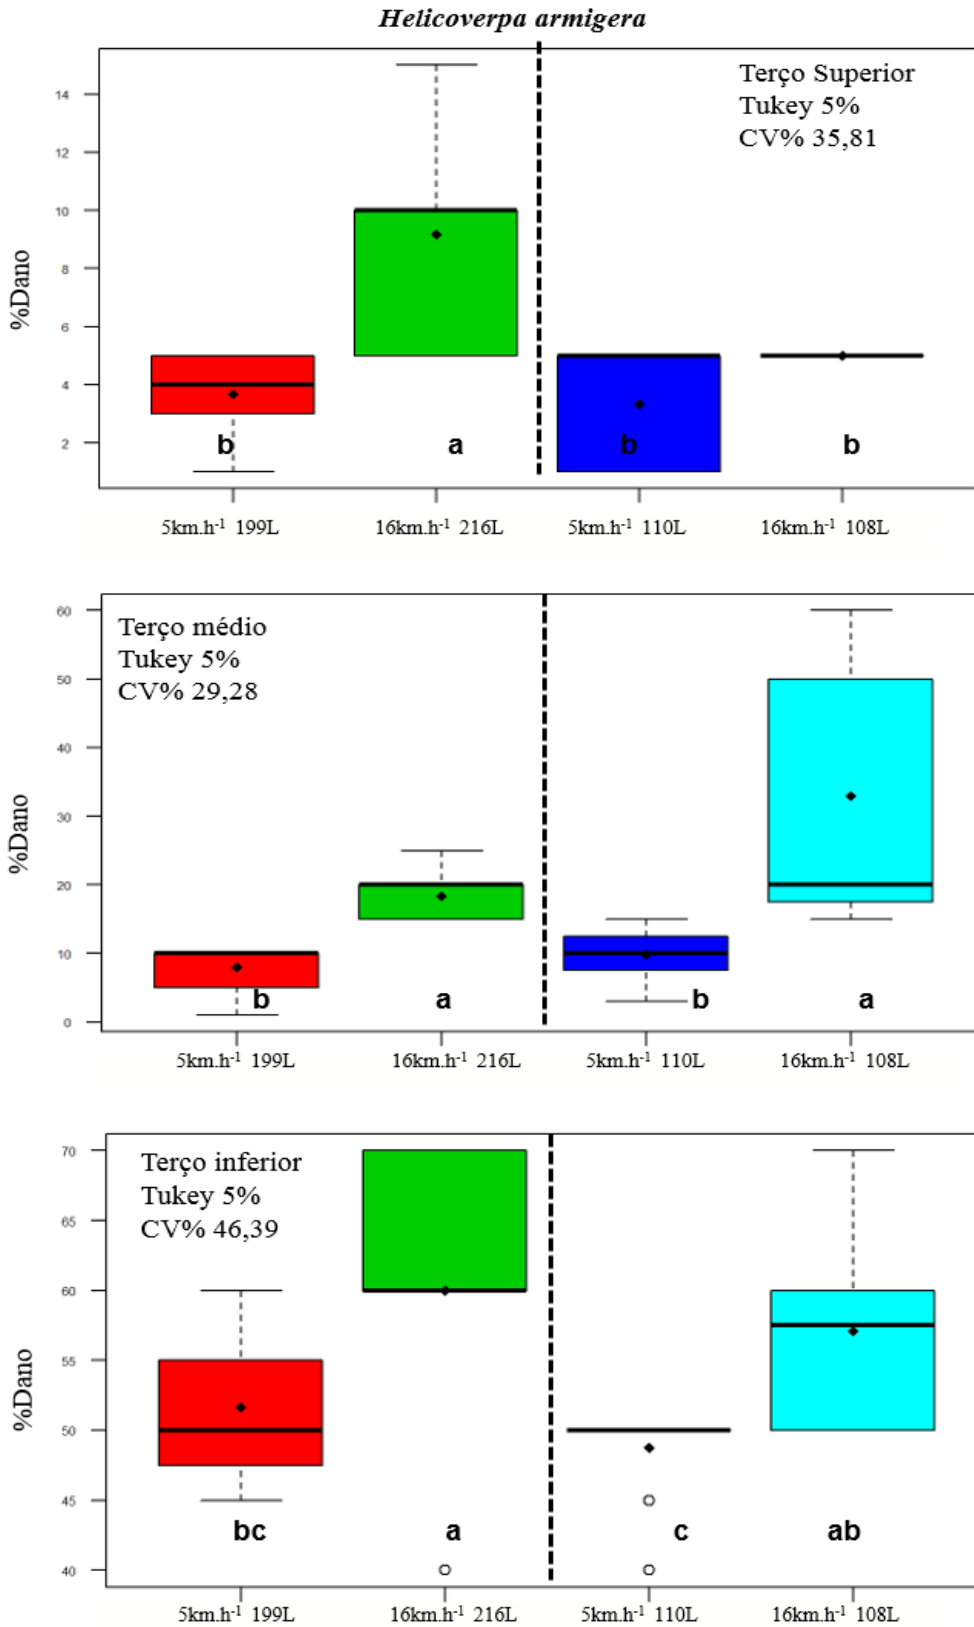 Helicoverpa armigera
Terço Superior
Tukey 5%
CV% 35,81
%Dano
14
12
10
8
6
4
2
b a b b
5km.h⁻¹ 199L 16km.h⁻¹ 216L 5km.h⁻¹ 110L 16km.h⁻¹ 108L
Terço médio
Tukey 5%
CV% 29,28
%Dano
60
50
40
30
20
10
0
b a b a
5km.h⁻¹ 199L 16km.h⁻¹ 216L 5km.h⁻¹ 110L 16km.h⁻¹ 108L
Terço inferior
Tukey 5%
CV% 46,39
%Dano
70
65
60
55
50
45
40
bc a c ab
5km.h⁻¹ 199L 16km.h⁻¹ 216L 5km.h⁻¹ 110L 16km.h⁻¹ 108L